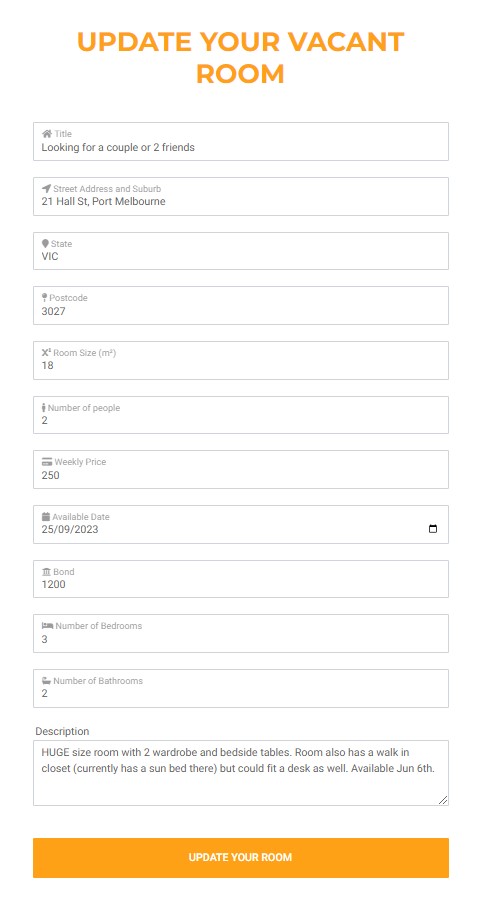 UPDATE YOUR VACANT
ROOM
Title
Looking for a couple or 2 friends
Street Address and Suburb
21 Hall St, Port Melbourne
State
VIC
Postcode
3027
Room Size (m²)
18
Number of people
2
Weekly Price
250
Available Date
25/09/2023
Bond
1200
Number of Bedrooms
3
Number of Bathrooms
2
Description
HUGE size room with 2 wardrobe and bedside tables. Room also has a walk in
closet (currently has a sun bed there) but could fit a desk as well. Available Jun 6th.
UPDATE YOUR ROOM